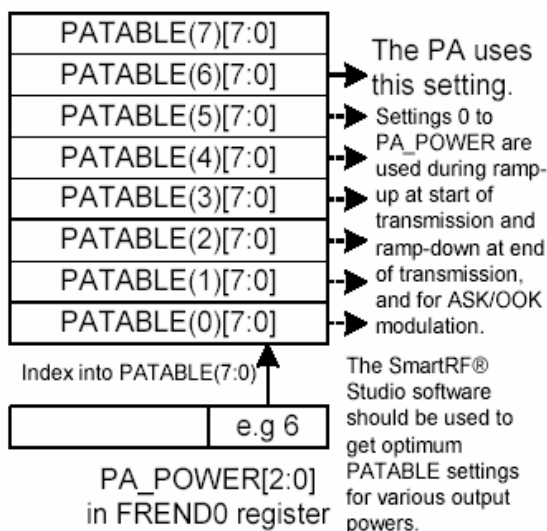 PATABLE(7)[7:0]
PATABLE(6)[7:0]
PATABLE(5)[7:0]
PATABLE(4)[7:0]
PATABLE(3)[7:0]
PATABLE(2)[7:0]
PATABLE(1)[7:0]
PATABLE(0)[7:0]
The PA uses
this setting.
Settings 0 to
PA_POWER are
used during ramp-
up at start of
transmission and
ramp-down at end
of transmission,
and for ASK/OOK
modulation.
Index into PATABLE(7:0)
e.g 6
PA_POWER[2:0]
in FREND0 register
The SmartRF®
Studio software
should be used to
get optimum
PATABLE settings
for various output
powers.